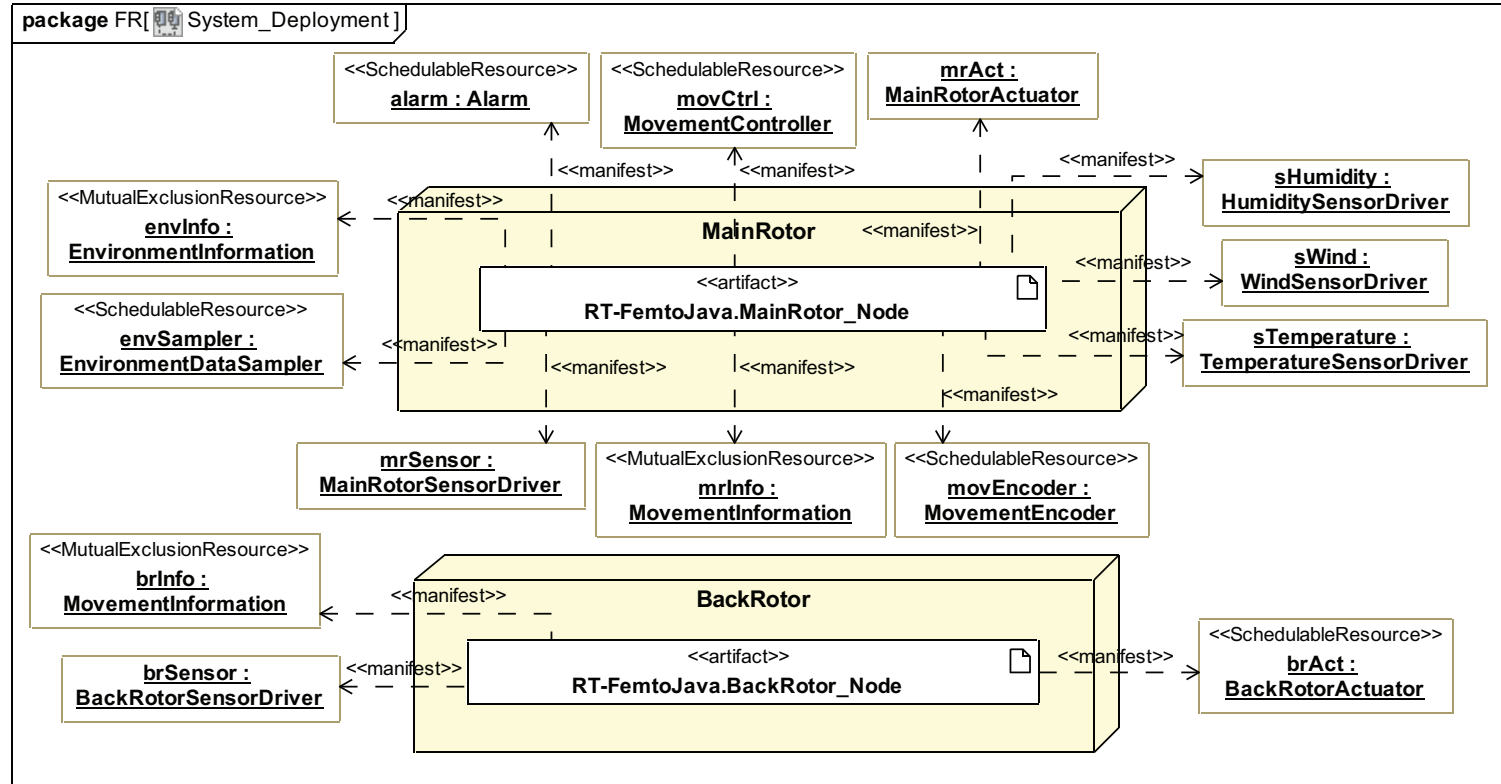 package FR[ System_Deployment ]
<<SchedulableResource>>
alarm : Alarm
<<SchedulableResource>>
movCtrl :
MovementController
mrAct :
MainRotorActuator
<<manifest>>
<<manifest>>
<<manifest>>
sHumidity :
HumiditySensorDriver
<<MutualExclusionResource>>
envInfo :
EnvironmentInformation
<<manifest>>
MainRotor
<<manifest>>
<<manifest>>
sWind :
WindSensorDriver
<<artifact>>
RT-FemtoJava.MainRotor_Node
<<SchedulableResource>>
envSampler :
EnvironmentDataSampler
<<manifest>>
<<manifest>>
<<manifest>>
<<manifest>>
sTemperature :
TemperatureSensorDriver
<<manifest>>
mrSensor :
MainRotorSensorDriver
<<MutualExclusionResource>>
mrInfo :
MovementInformation
<<SchedulableResource>>
movEncoder :
MovementEncoder
<<MutualExclusionResource>>
brInfo :
MovementInformation
<<manifest>>
BackRotor
brSensor :
BackRotorSensorDriver
<<manifest>>
<<artifact>>
RT-FemtoJava.BackRotor_Node
<<manifest>>
<<SchedulableResource>>
brAct :
BackRotorActuator